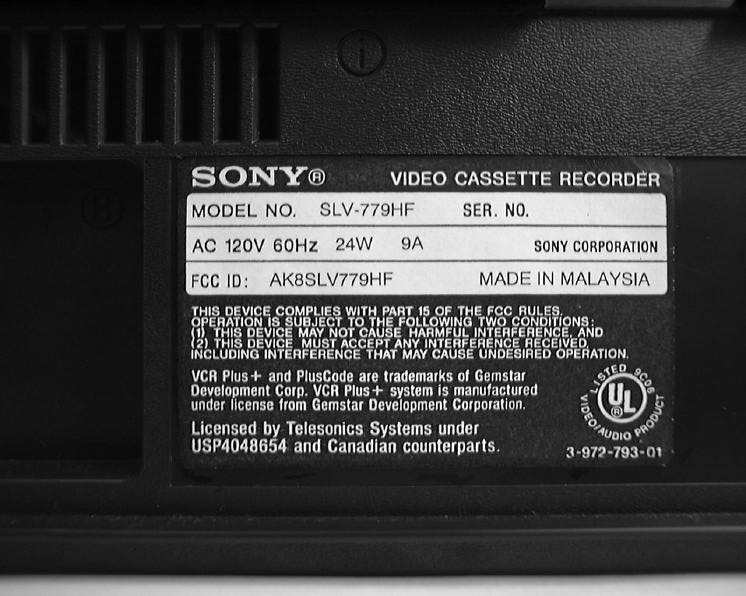 SONY®
VIDEO CASSETTE RECORDER
MODEL NO. SLV-779HF SER. NO.
AC 120V 60Hz 24W 9A SONY CORPORATION
FCC ID: AK8SLV779HF MADE IN MALAYSIA
THIS DEVICE COMPLIES WITH PART 15 OF THE FCC RULES.
OPERATION IS SUBJECT TO THE FOLLOWING TWO CONDITIONS:
(1) THIS DEVICE MAY NOT CAUSE HARMFUL INTERFERENCE, AND
(2) THIS DEVICE MUST ACCEPT ANY INTERFERENCE RECEIVED,
INCLUDING INTERFERENCE THAT MAY CAUSE UNDESIRED OPERATION.
VCR Plus+ and PlusCode are trademarks of Gemstar
Development Corp. VCR Plus+ system is manufactured
under license from Gemstar Development Corporation.
Licensed by Telesonics Systems under
USP4048654 and Canadian counterparts.
LISTED 9C06
UL®
VIDEO/AUDIO PRODUCT
3-972-793-01